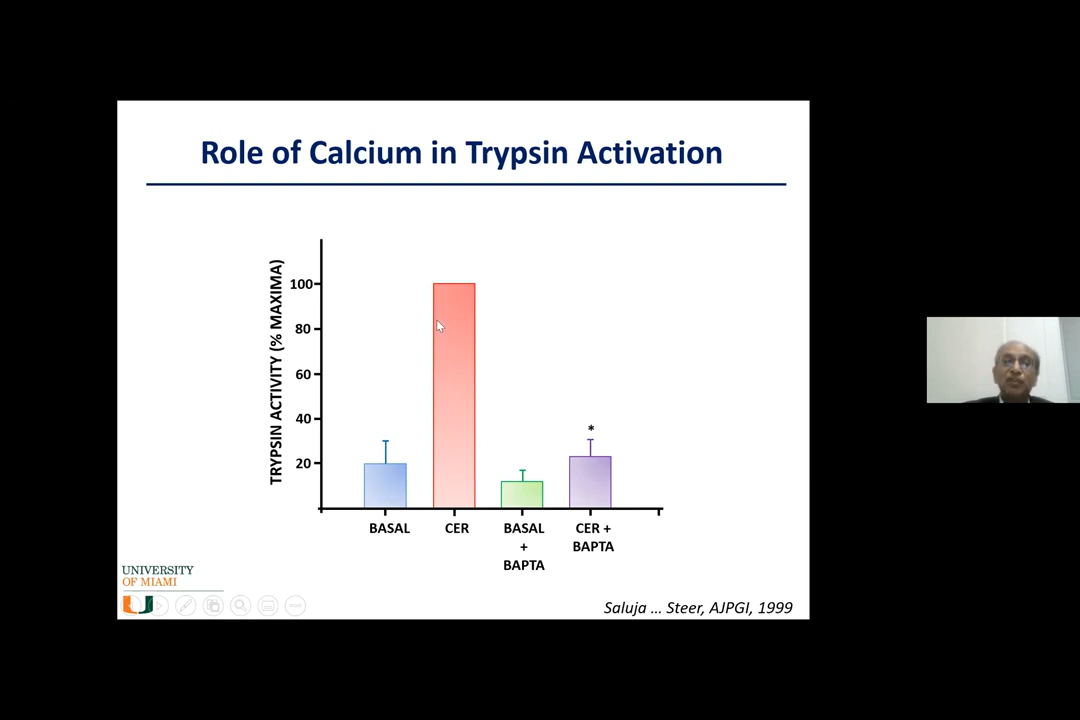 Role of Calcium in Trypsin Activation
TRYPSIN ACTIVITY (% MAXIMA)
100
80
60
40
20
*
BASAL
CER
BASAL
+
BAPTA
CER +
BAPTA
UNIVERSITY
OF MIAMI
Saluja ... Steer, AJPGI, 1999